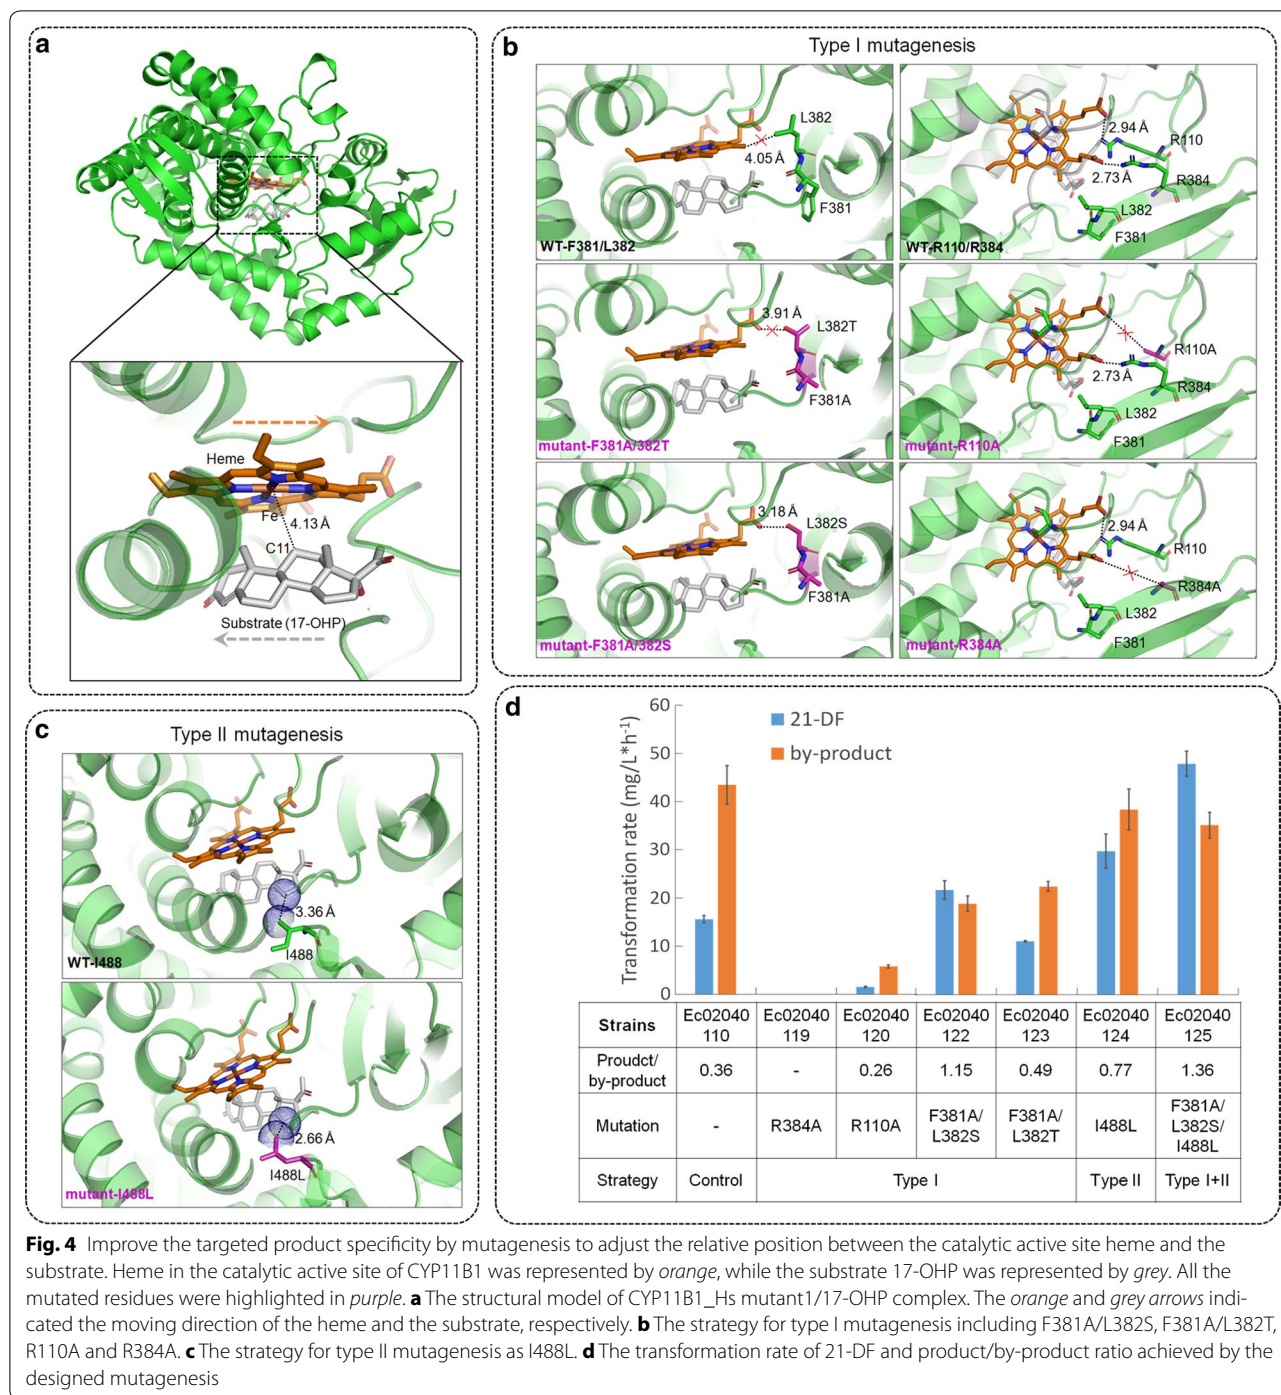 a
Heme
Fe
4.13 Å
C11
Substrate (17-OHP)
b
Type I mutagenesis
L382
4.05 Å
F381
WT-F381/L382
2.94 Å
R110
2.73 Å
R384
L382
F381
WT-R110/R384
3.91 Å
L382T
F381A
mutant-F381A/382T
R110A
2.73 Å
R384
L382
F381
mutant-R110A
3.18 Å
L382S
F381A
mutant-F381A/382S
2.94 Å
R110
R384A
L382
F381
mutant-R384A
c
Type II mutagenesis
3.36 Å
I488
WT-I488
2.66 Å
I488L
mutant-I488L
d
Transformation rate (mg/L*h-1)
60
50
40
30
20
10
0
21-DF
by-product
Strains Ec02040 110 Ec02040 119 Ec02040 120 Ec02040 122 Ec02040 123 Ec02040 124 Ec02040 125
Proudct/ by-product 0.36 - 0.26 1.15 0.49 0.77 1.36
Mutation - R384A R110A F381A/ L382S F381A/ L382T I488L F381A/ L382S/ I488L
Strategy Control Type I Type II Type I+II
Fig. 4 Improve the targeted product specificity by mutagenesis to adjust the relative position between the catalytic active site heme and the
substrate. Heme in the catalytic active site of CYP11B1 was represented by orange, while the substrate 17-OHP was represented by grey. All the
mutated residues were highlighted in purple. a The structural model of CYP11B1_Hs mutant1/17-OHP complex. The orange and grey arrows indi-
cated the moving direction of the heme and the substrate, respectively. b The strategy for type I mutagenesis including F381A/L382S, F381A/L382T,
R110A and R384A. c The strategy for type II mutagenesis as I488L. d The transformation rate of 21-DF and product/by-product ratio achieved by the
designed mutagenesis